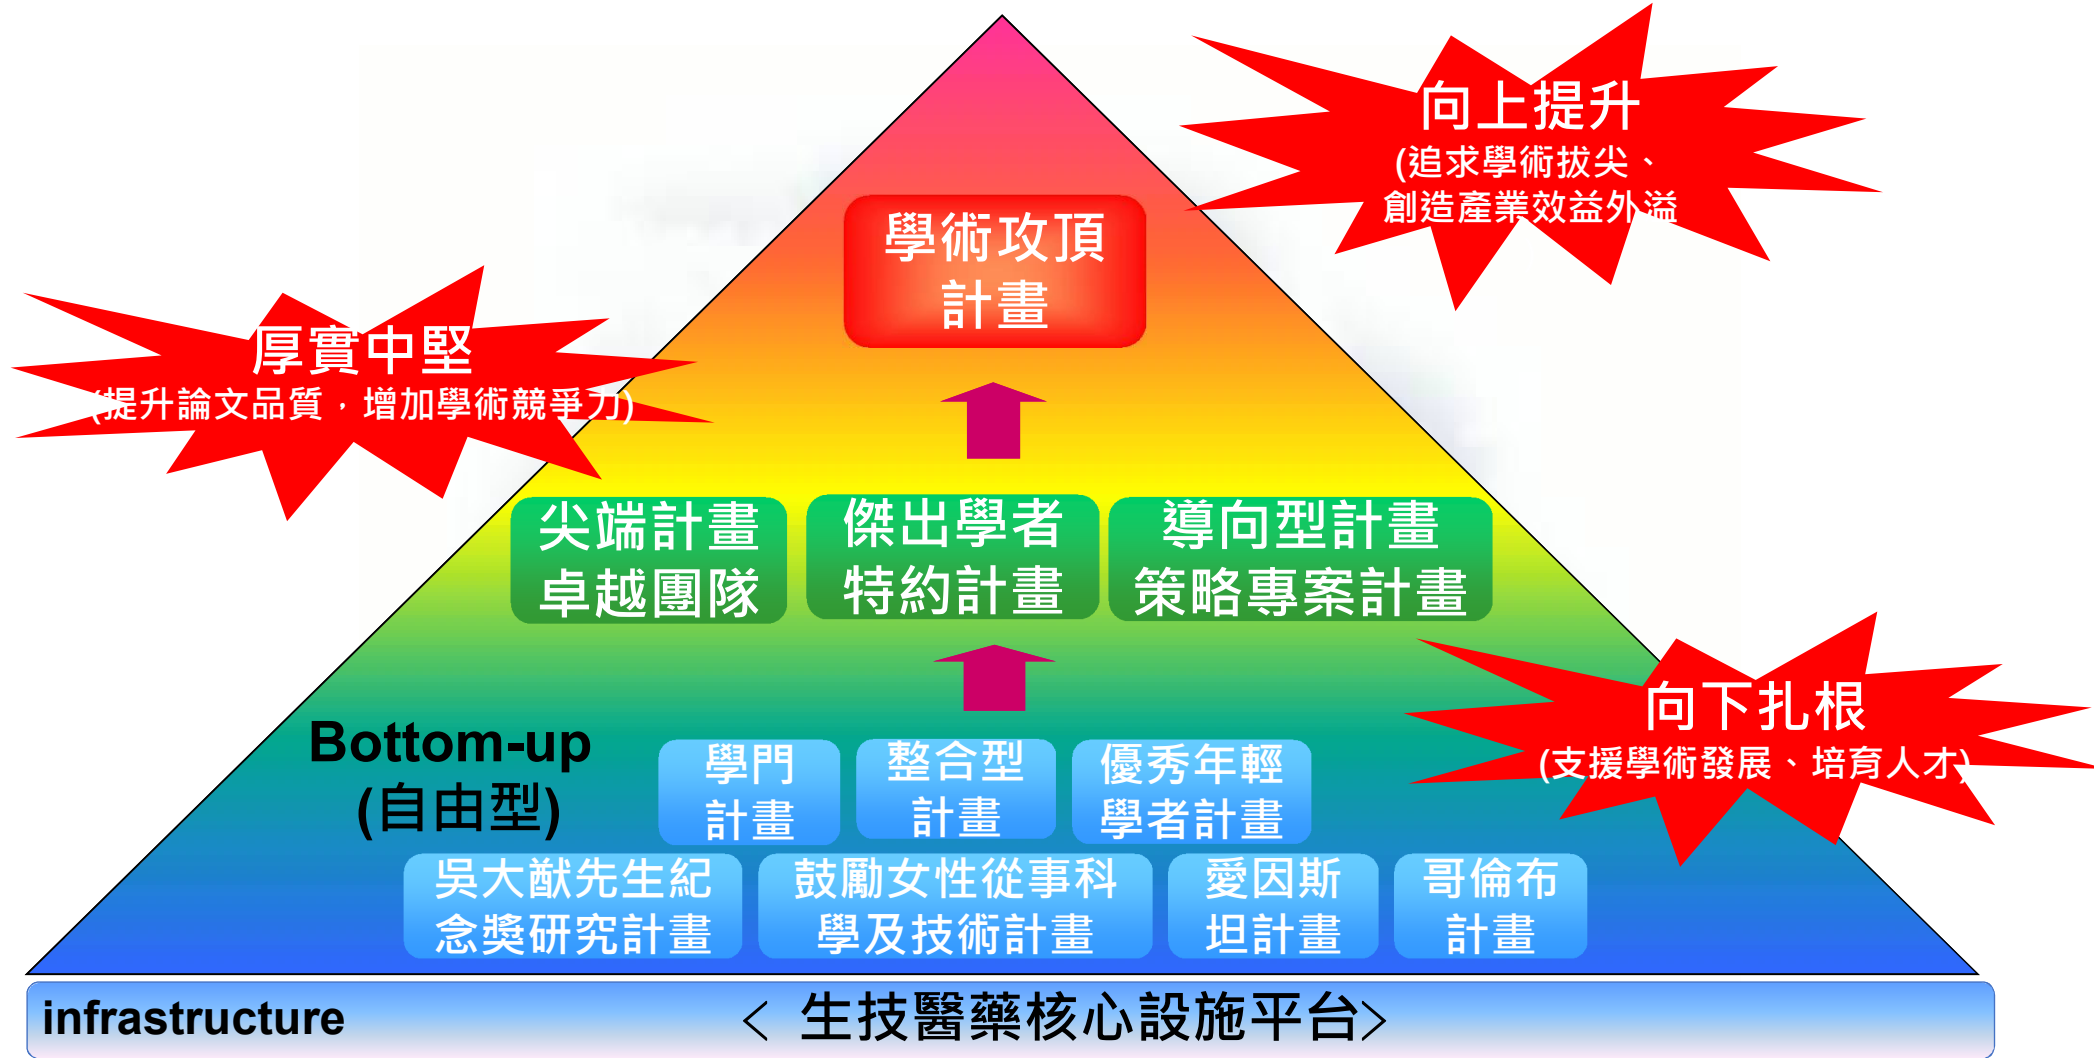 向上提升
(追求學術拔尖、
創造產業效益外溢
學術攻頂
計畫
厚實中堅
(提升論文品質，增加學術競爭力)
尖端計畫
卓越團隊
傑出學者
特約計畫
導向型計畫
策略專案計畫
向下扎根
(支援學術發展、培育人才)
Bottom-up
(自由型)
學門
計畫
整合型
計畫
優秀年輕
學者計畫
吳大猷先生紀
念獎研究計畫
鼓勵女性從事科
學及技術計畫
愛因斯
坦計畫
哥倫布
計畫
infrastructure
< 生技醫藥核心設施平台>